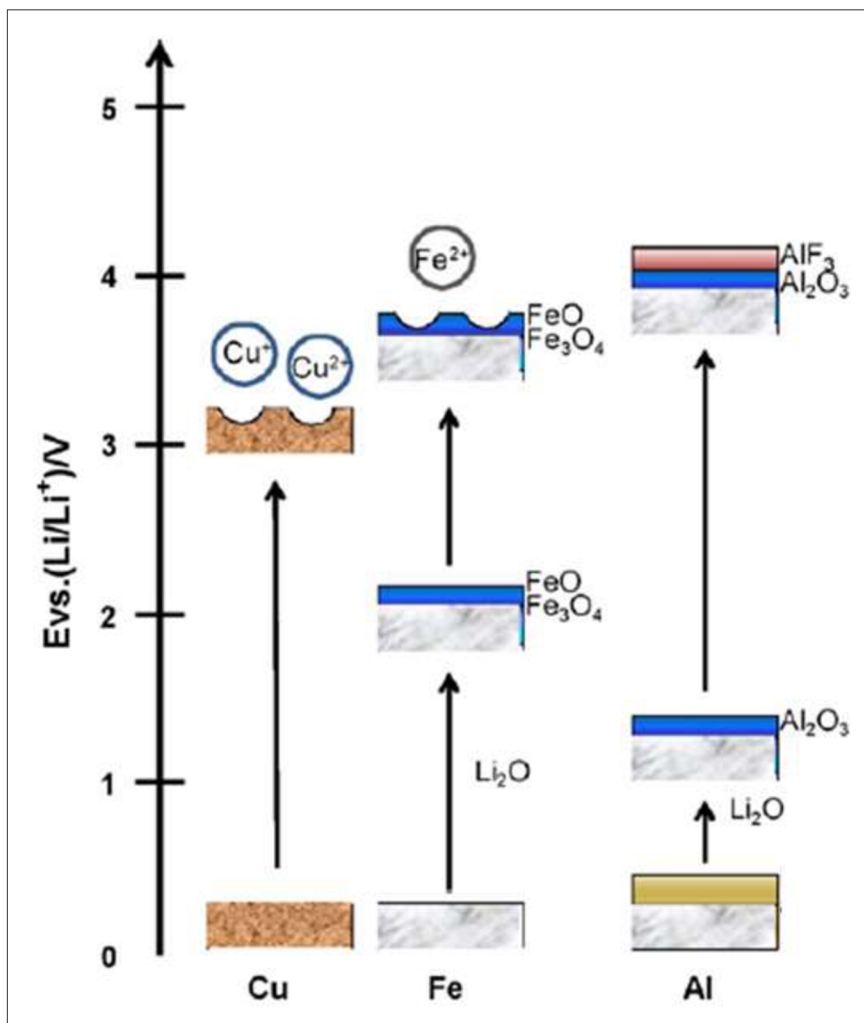 Evs.(Li/Li⁺)/V
5
4
3
2
1
0
Cu⁺
Cu²⁺
Fe²⁺
FeO
Fe₃O₄
FeO
Fe₃O₄
Li₂O
AlF₃
Al₂O₃
Al₂O₃
Li₂O
Cu
Fe
Al